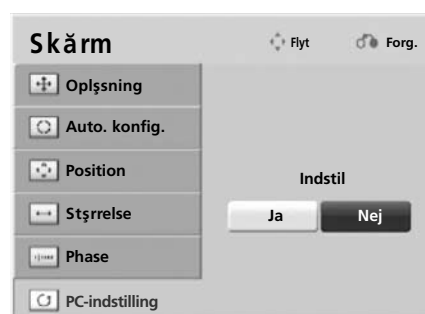 Skărm
Flyt
Forg.
Oplşsning
Auto. konfig.
Position
Indstil
Stşrrelse
Ja
Nej
Phase
PC-indstilling